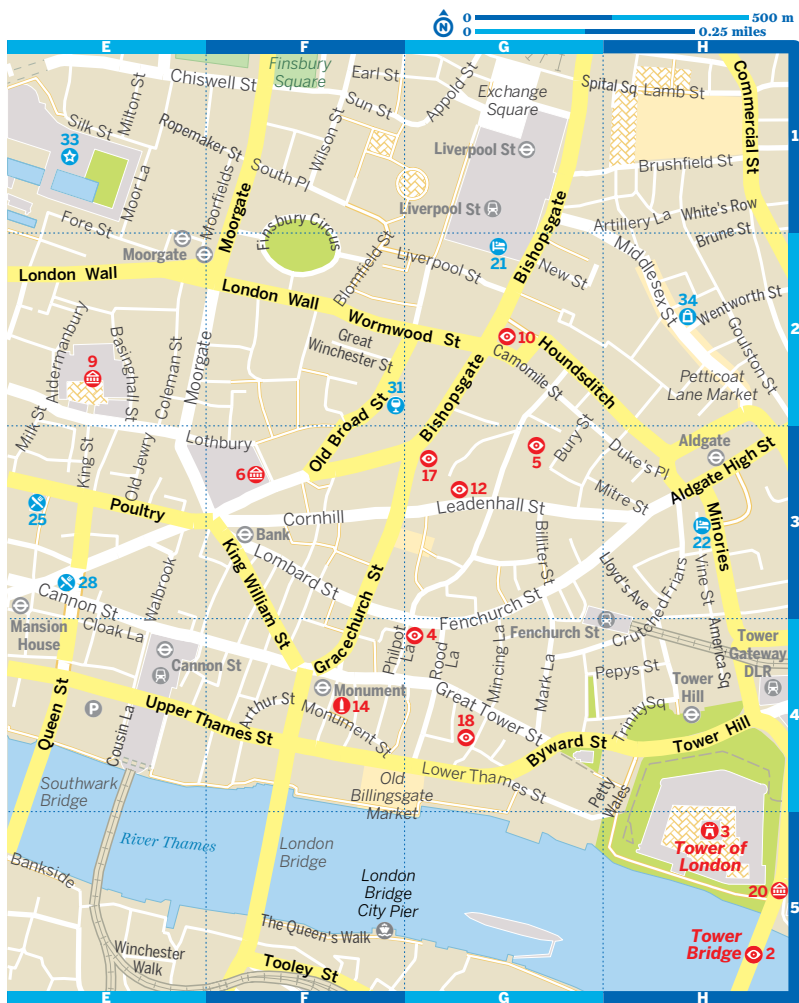 N
0
500 m
0
0.25 miles
E
F
G
H
Chiswell St
Finsbury
Square
Earl St
Appold St
Exchange
Square
Spital Sq
Lamb St
Commercial St
Milton St
Silk St
33
Ropemaker St
Sun St
Wilson St
South Pl
Liverpool St
Brushfield St
1
Moor La
Moorfields
Moorgate
Liverpool St
Bishopsgate
Artillery La
White's Row
Brune St
Fore St
Moorgate
Finsbury Circus
Blomfield St
Liverpool St
21
New St
Middlesex St
34
Wentworth St
Goulston St
London Wall
London Wall
Wormwood St
10
Houndsditch
2
Aldermanbury
9
Basinghall St
Coleman St
Moorgate
Great
Winchester St
Camomile St
Petticoat
Lane Market
31
Old Broad St
Bishopsgate
Milk St
King St
Old Jewry
Lothbury
6
17
12
5
Bury St
Duke's Pl
Aldgate
Aldgate High St
25
Poultry
Cornhill
Leadenhall St
Mitre St
Bank
22
Minories
3
28
King William St
Lombard St
Gracechurch St
Billiter St
Lloyd's Ave
Crutched Friars
Vine St
Cannon St
Walbrook
Fenchurch St
Mansion
House
Cloak La
4
Philpot
La
Rood
La
Mincing La
Mark La
Fenchurch St
America Sq
Tower
Gateway
DLR
Cannon St
Pepys St
Tower
Hill
Monument
14
Arthur St
Monument St
Great Tower St
18
Trinity Sq
P
Queen St
Cousin La
Upper Thames St
Byward St
Tower Hill
4
Lower Thames St
Petty
Wales
Southwark
Bridge
Old
Billingsgate
Market
River Thames
London
Bridge
3
Tower of
London
Bankside
London
Bridge
City Pier
20
5
The Queen's Walk
Winchester
Walk
Tooley St
Tower
Bridge
2
E
F
G
H